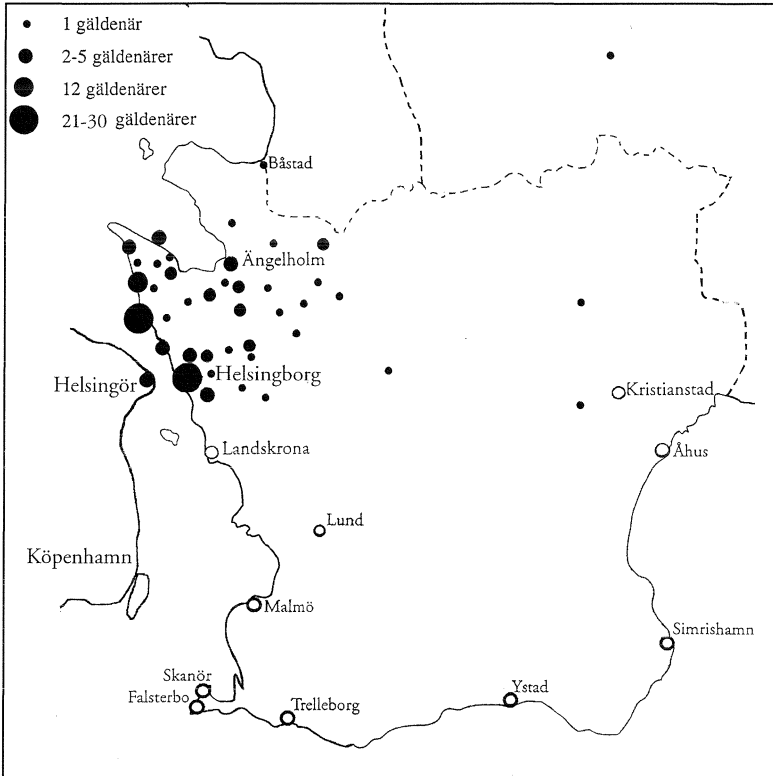 1 gäldenär
2-5 gäldenärer
12 gäldenärer
21-30 gäldenärer
Båstad
Ängelholm
Helsingör
Helsingborg
Kristianstad
Landskrona
Åhus
Lund
Köpenhamn
Malmö
Simrishamn
Skanör
Falsterbo
Trelleborg
Ystad